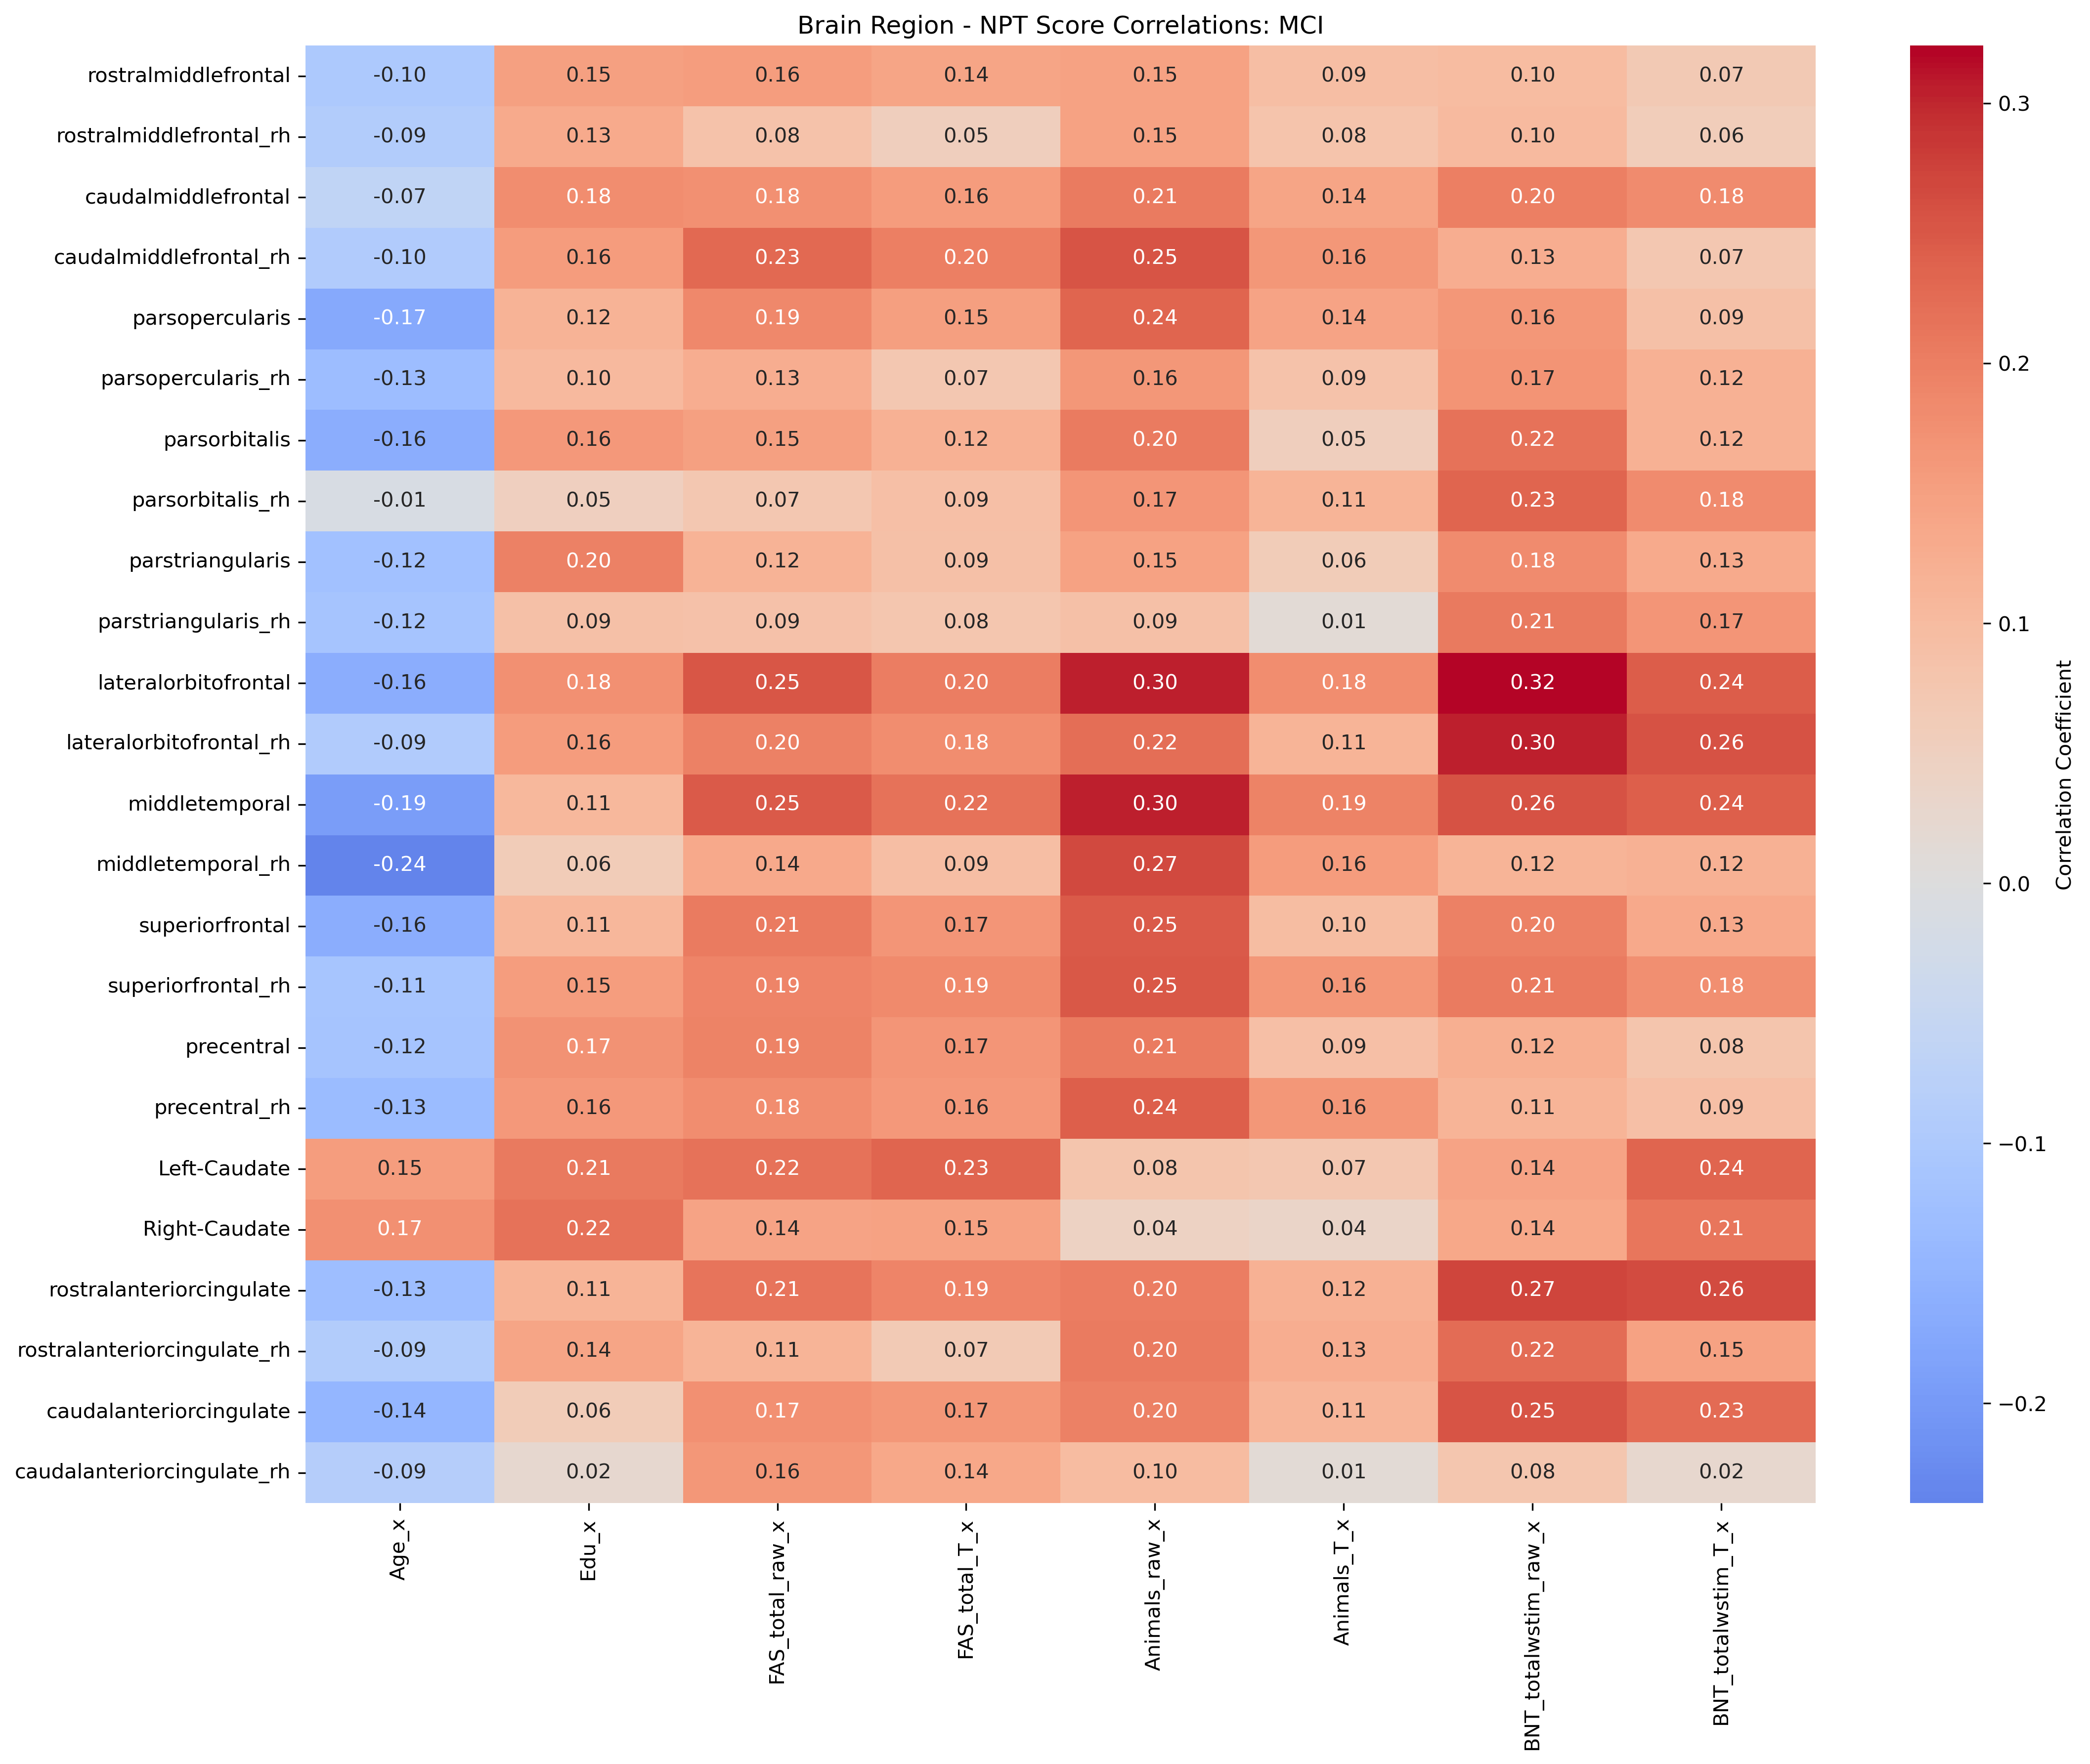 Brain Region - NPT Score Correlations: MCI
rostralmiddlefrontal -0.10 0.15 0.16 0.14 0.15 0.09 0.10 0.07
rostralmiddlefrontal_rh -0.09 0.13 0.08 0.05 0.15 0.08 0.10 0.06
caudalmiddlefrontal -0.07 0.18 0.18 0.16 0.21 0.14 0.20 0.18
caudalmiddlefrontal_rh -0.10 0.16 0.23 0.20 0.25 0.16 0.13 0.07
parsopercularis -0.17 0.12 0.19 0.15 0.24 0.14 0.16 0.09
parsopercularis_rh -0.13 0.10 0.13 0.07 0.16 0.09 0.17 0.12
parsorbitalis -0.16 0.16 0.15 0.12 0.20 0.05 0.22 0.12
parsorbitalis_rh -0.01 0.05 0.07 0.09 0.17 0.11 0.23 0.18
parstriangularis -0.12 0.20 0.12 0.09 0.15 0.06 0.18 0.13
parstriangularis_rh -0.12 0.09 0.09 0.08 0.09 0.01 0.21 0.17
lateralorbitofrontal -0.16 0.18 0.25 0.20 0.30 0.18 0.32 0.24
lateralorbitofrontal_rh -0.09 0.16 0.20 0.18 0.22 0.11 0.30 0.26
middletemporal -0.19 0.11 0.25 0.22 0.30 0.19 0.26 0.24
middletemporal_rh -0.24 0.06 0.14 0.09 0.27 0.16 0.12 0.12
superiorfrontal -0.16 0.11 0.21 0.17 0.25 0.10 0.20 0.13
superiorfrontal_rh -0.11 0.15 0.19 0.19 0.25 0.16 0.21 0.18
precentral -0.12 0.17 0.19 0.17 0.21 0.09 0.12 0.08
precentral_rh -0.13 0.16 0.18 0.16 0.24 0.16 0.11 0.09
Left-Caudate 0.15 0.21 0.22 0.23 0.08 0.07 0.14 0.24
Right-Caudate 0.17 0.22 0.14 0.15 0.04 0.04 0.14 0.21
rostralanteriorcingulate -0.13 0.11 0.21 0.19 0.20 0.12 0.27 0.26
rostralanteriorcingulate_rh -0.09 0.14 0.11 0.07 0.20 0.13 0.22 0.15
caudalanteriorcingulate -0.14 0.06 0.17 0.17 0.20 0.11 0.25 0.23
caudalanteriorcingulate_rh -0.09 0.02 0.16 0.14 0.10 0.01 0.08 0.02
Age_x
Edu_x
FAS_total_raw_x
FAS_total_T_x
Animals_raw_x
Animals_T_x
BNT_totalwstim_raw_x
BNT_totalwstim_T_x
0.3
0.2
0.1
0.0
−0.1
−0.2
Correlation Coefficient